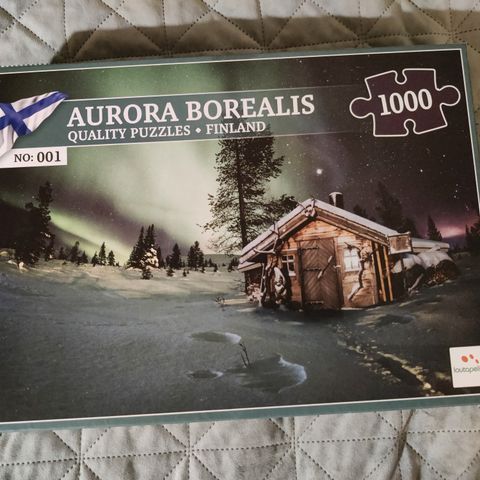 AURORA BOREALIS
1000
QUALITY PUZZLES • FINLAND
NO: 001